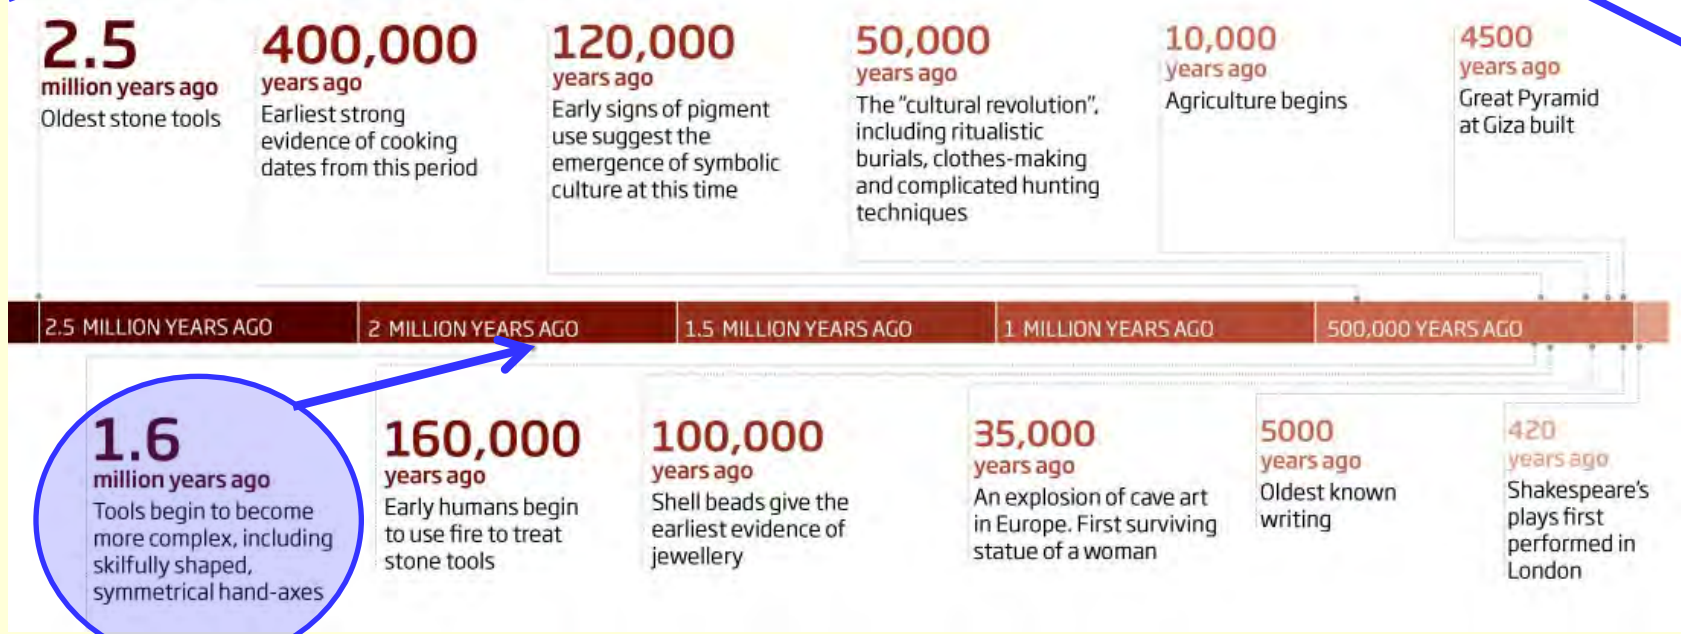 2.5
million years ago
Oldest stone tools
400,000
years ago
Earliest strong
evidence of cooking
dates from this period
120,000
years ago
Early signs of pigment
use suggest the
emergence of symbolic
culture at this time
50,000
years ago
The "cultural revolution",
including ritualistic
burials, clothes-making
and complicated hunting
techniques
10,000
years ago
Agriculture begins
4500
years ago
Great Pyramid
at Giza built
2.5 MILLION YEARS AGO
2 MILLION YEARS AGO
1.5 MILLION YEARS AGO
1 MILLION YEARS AGO
500,000 YEARS AGO
1.6
million years ago
Tools begin to become
more complex, including
skilfully shaped,
symmetrical hand-axes
160,000
years ago
Early humans begin
to use fire to treat
stone tools
100,000
years ago
Shell beads give the
earliest evidence of
jewellery
35,000
years ago
An explosion of cave art
in Europe. First surviving
statue of a woman
5000
years ago
Oldest known
writing
420
years ago
Shakespeare's
plays first
performed in
London